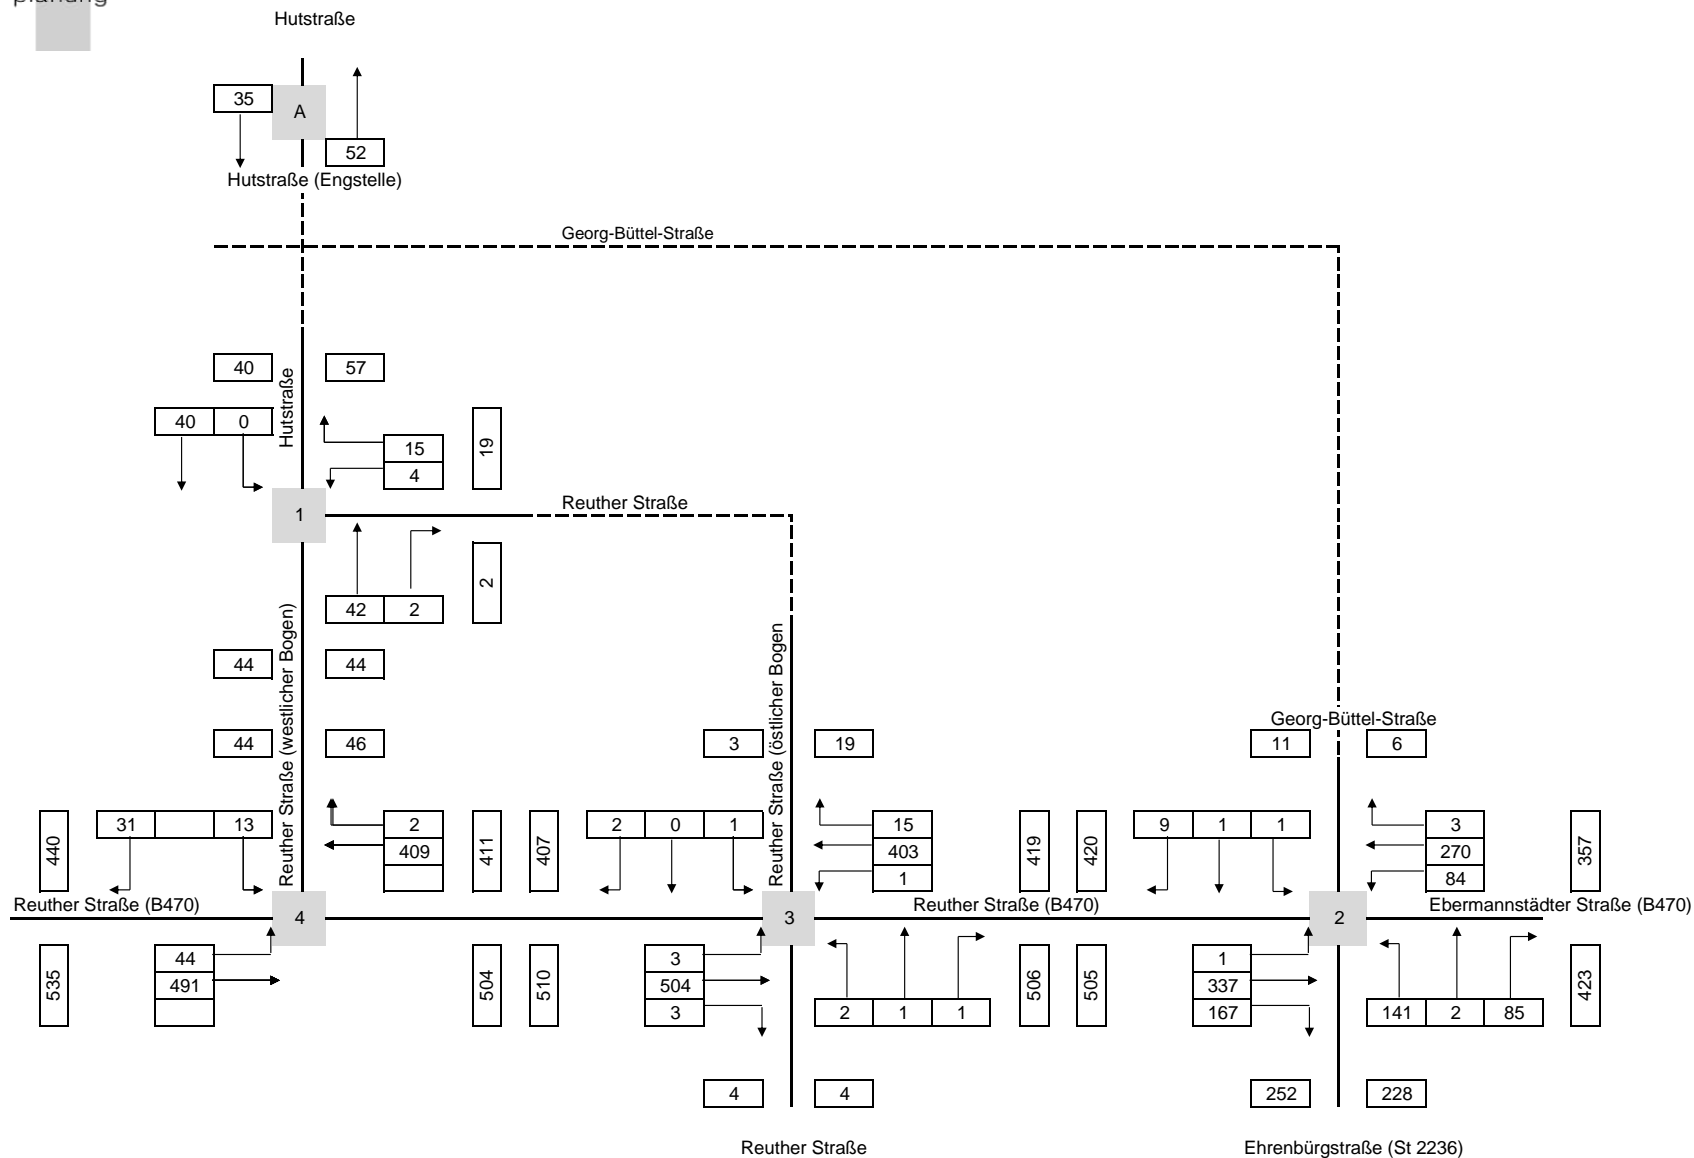 planung
Hutstraße
35
A
52
Hutstraße (Engstelle)
Georg-Büttel-Straße
40
57
Hutstraße
40 0
15
4
19
1
Reuther Straße
2
42 2
Reuther Straße (westlicher Bogen)
44
44
Reuther Straße (östlicher Bogen
Georg-Büttel-Straße
44
46
3
19
11
6
440
31 13
2
409
411
407
2 0 1
15
403
1
419
420
9 1 1
3
270
84
357
Reuther Straße (B470)
4
3
Reuther Straße (B470)
2
Ebermannstädter Straße (B470)
535
44
491
504
510
3
504
3
2 1 1
506
505
1
337
167
141 2 85
423
4
4
252
228
Reuther Straße
Ehrenbürgstraße (St 2236)